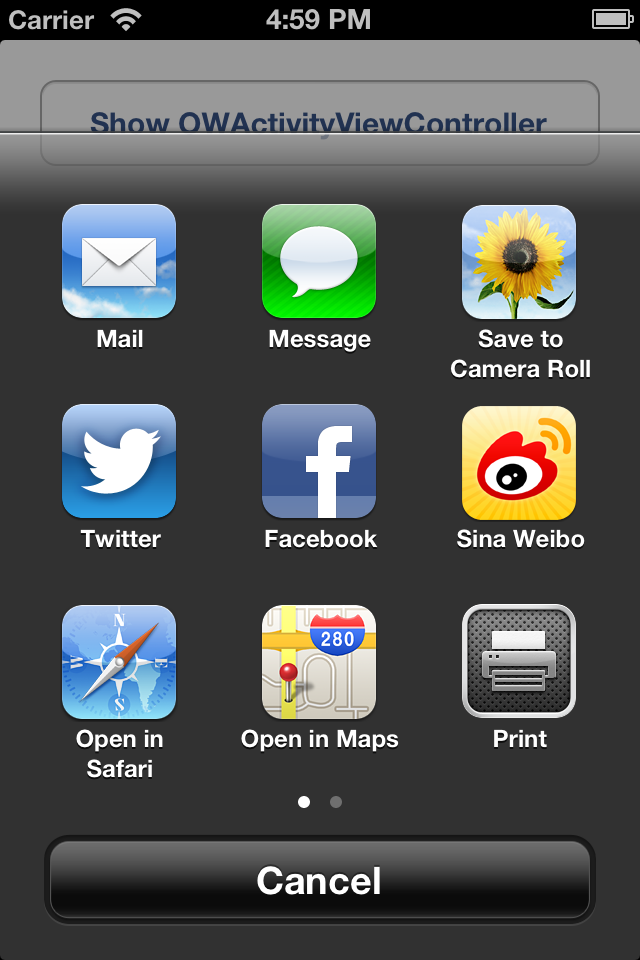 Carrier 4:59 PM
Show OWActivityViewController
Mail Message Save to
Camera Roll
Twitter Facebook Sina Weibo
N
W E
S
280
Open in Open in Maps Print
Safari
Cancel